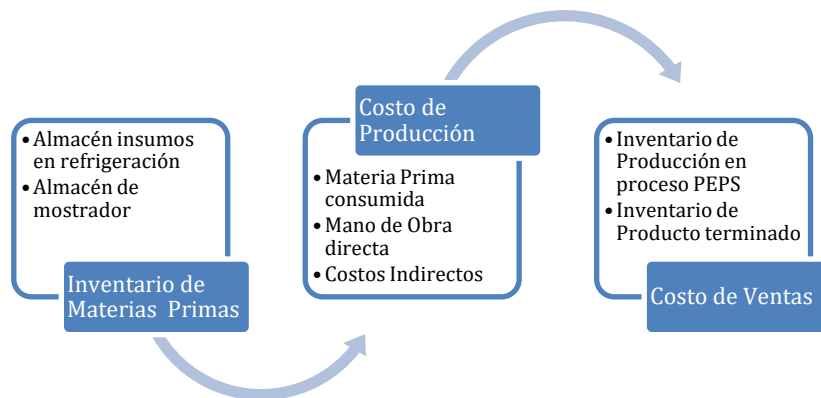 • Almacén insumos
en refrigeración
• Almacén de
mostrador
Inventario de
Materias Primas
Costo de
Producción
• Materia Prima
consumida
• Mano de Obra
directa
• Costos Indirectos
• Inventario de
Producción en
proceso PEPS
• Inventario de
Producto terminado
Costo de Ventas